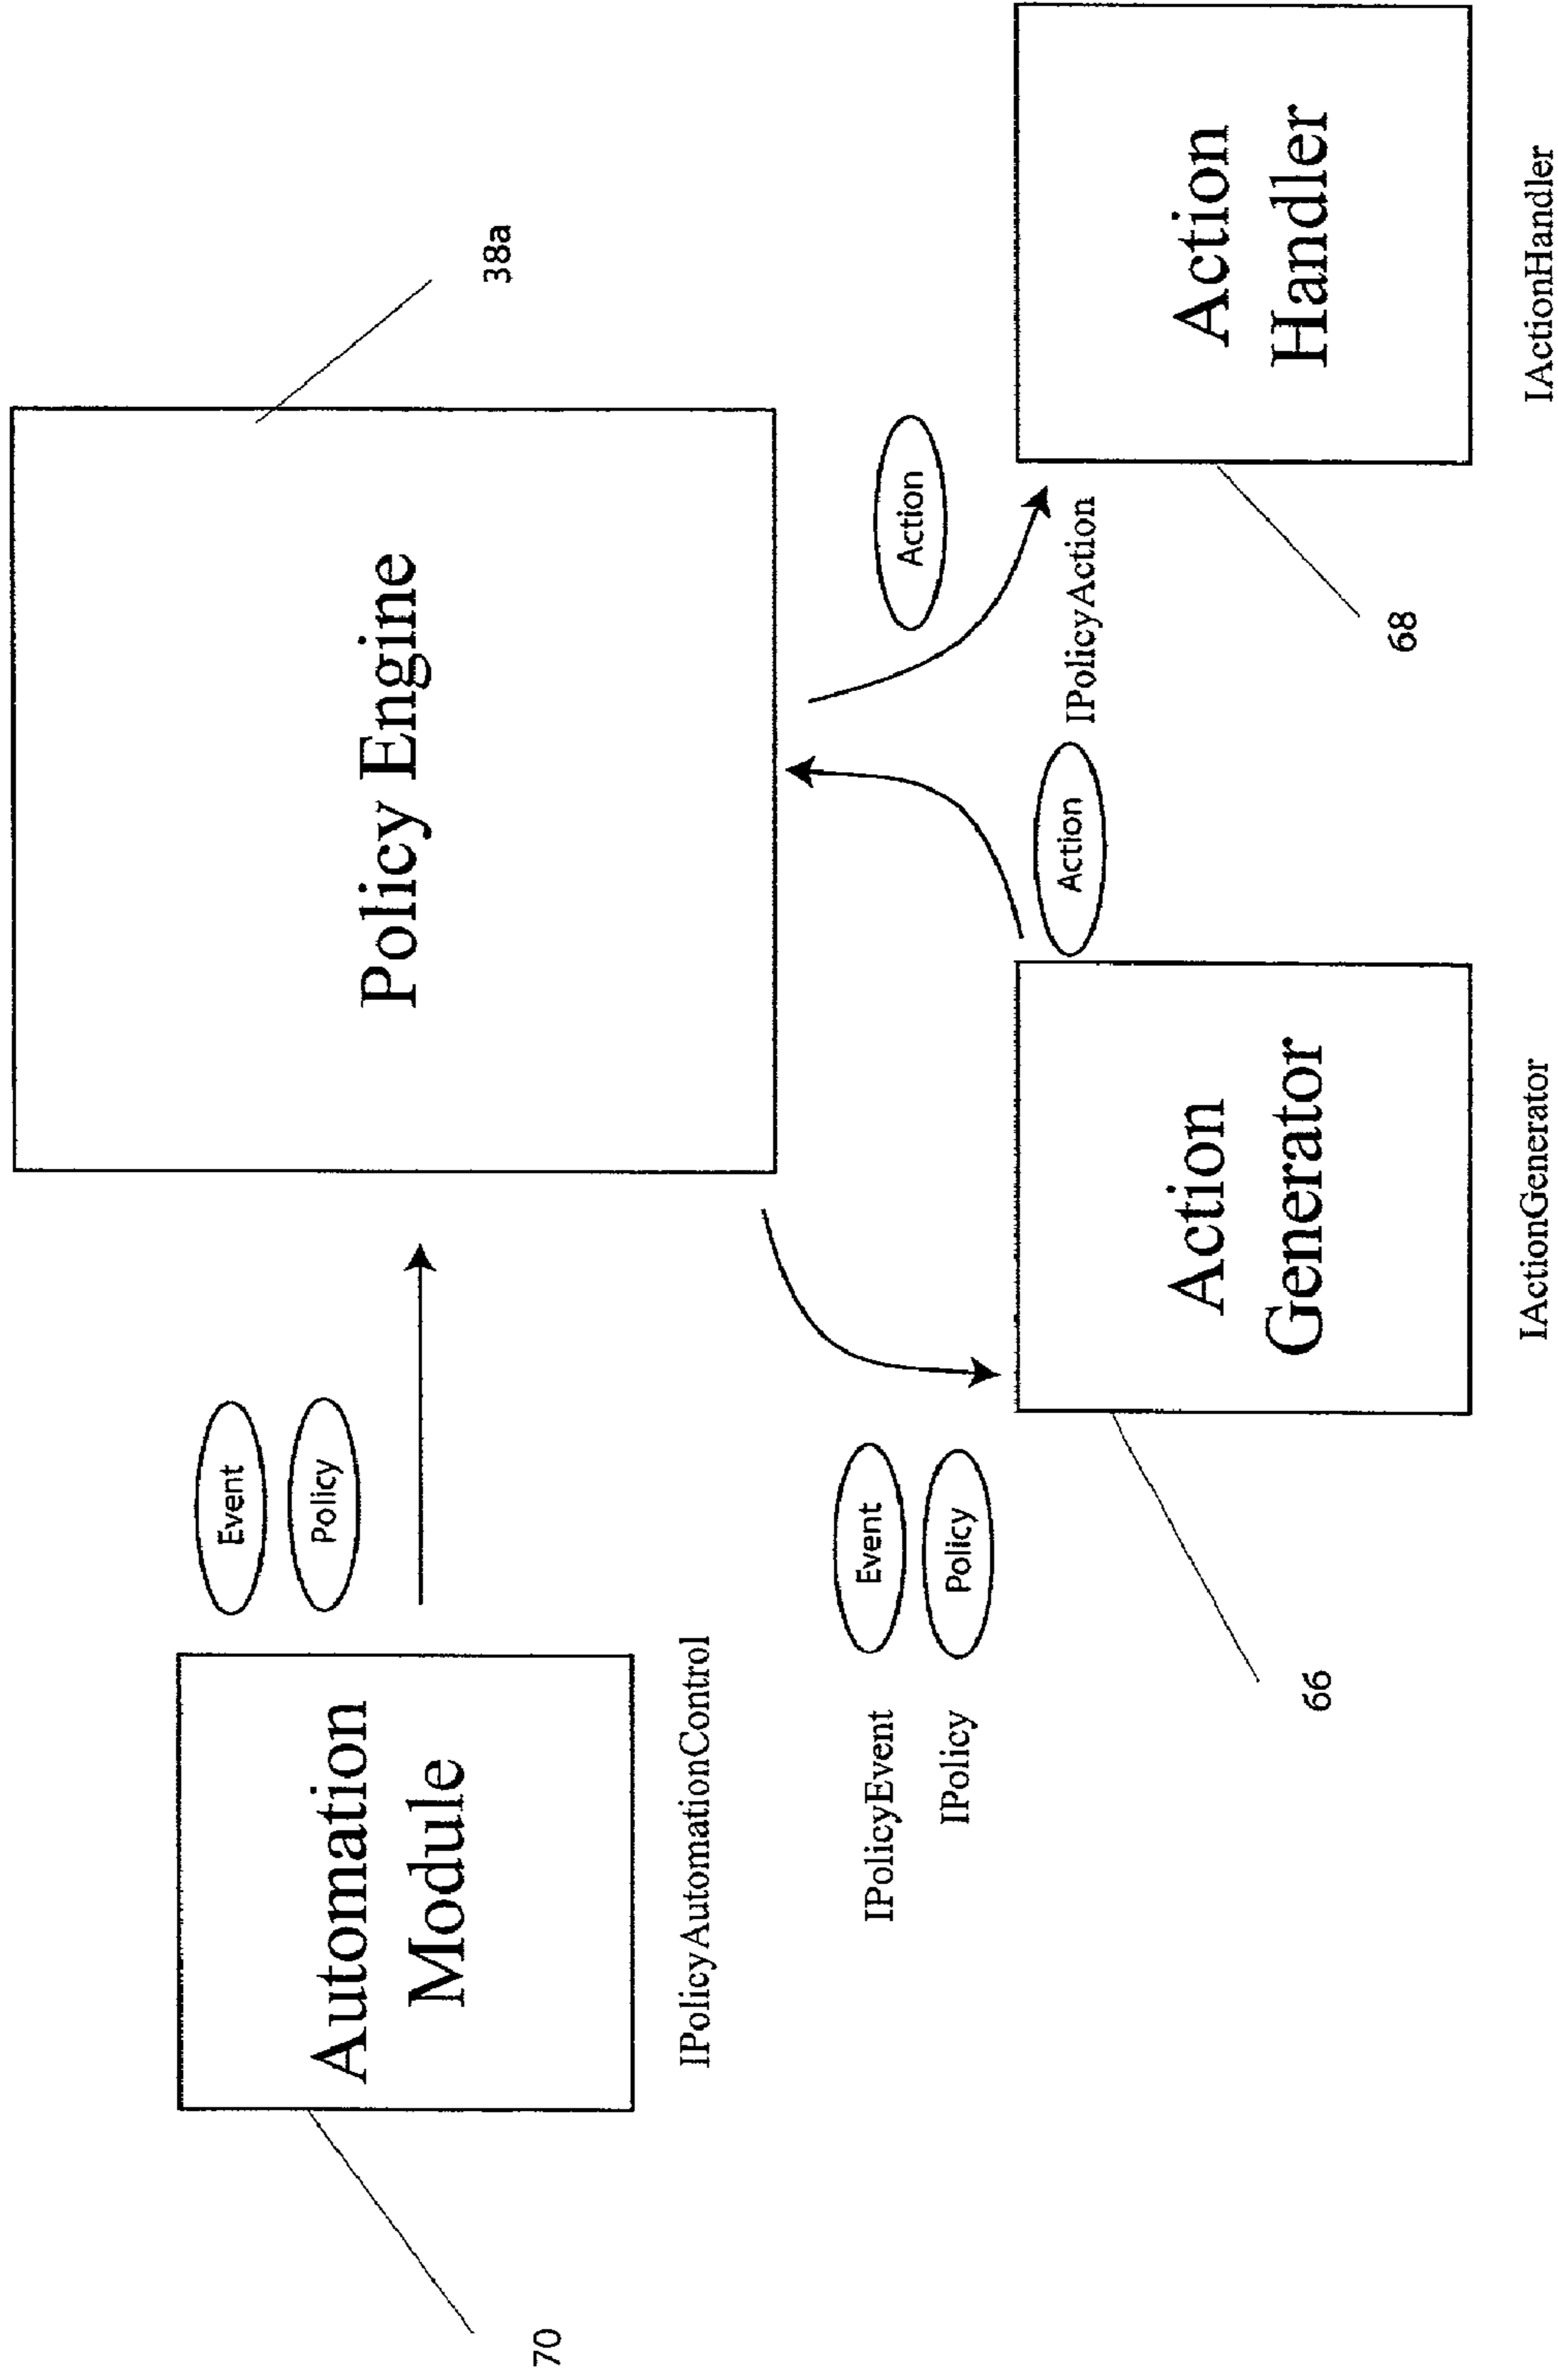 Policy Engine
38a
Event
Policy
Automation
Module
IPolicyAutomationControl
70
Action
IPolicyAction
Action
Event
Policy
IPolicyEvent
IPolicy
Action
Generator
IActionGenerator
66
Action
Handler
IActionHandler
68